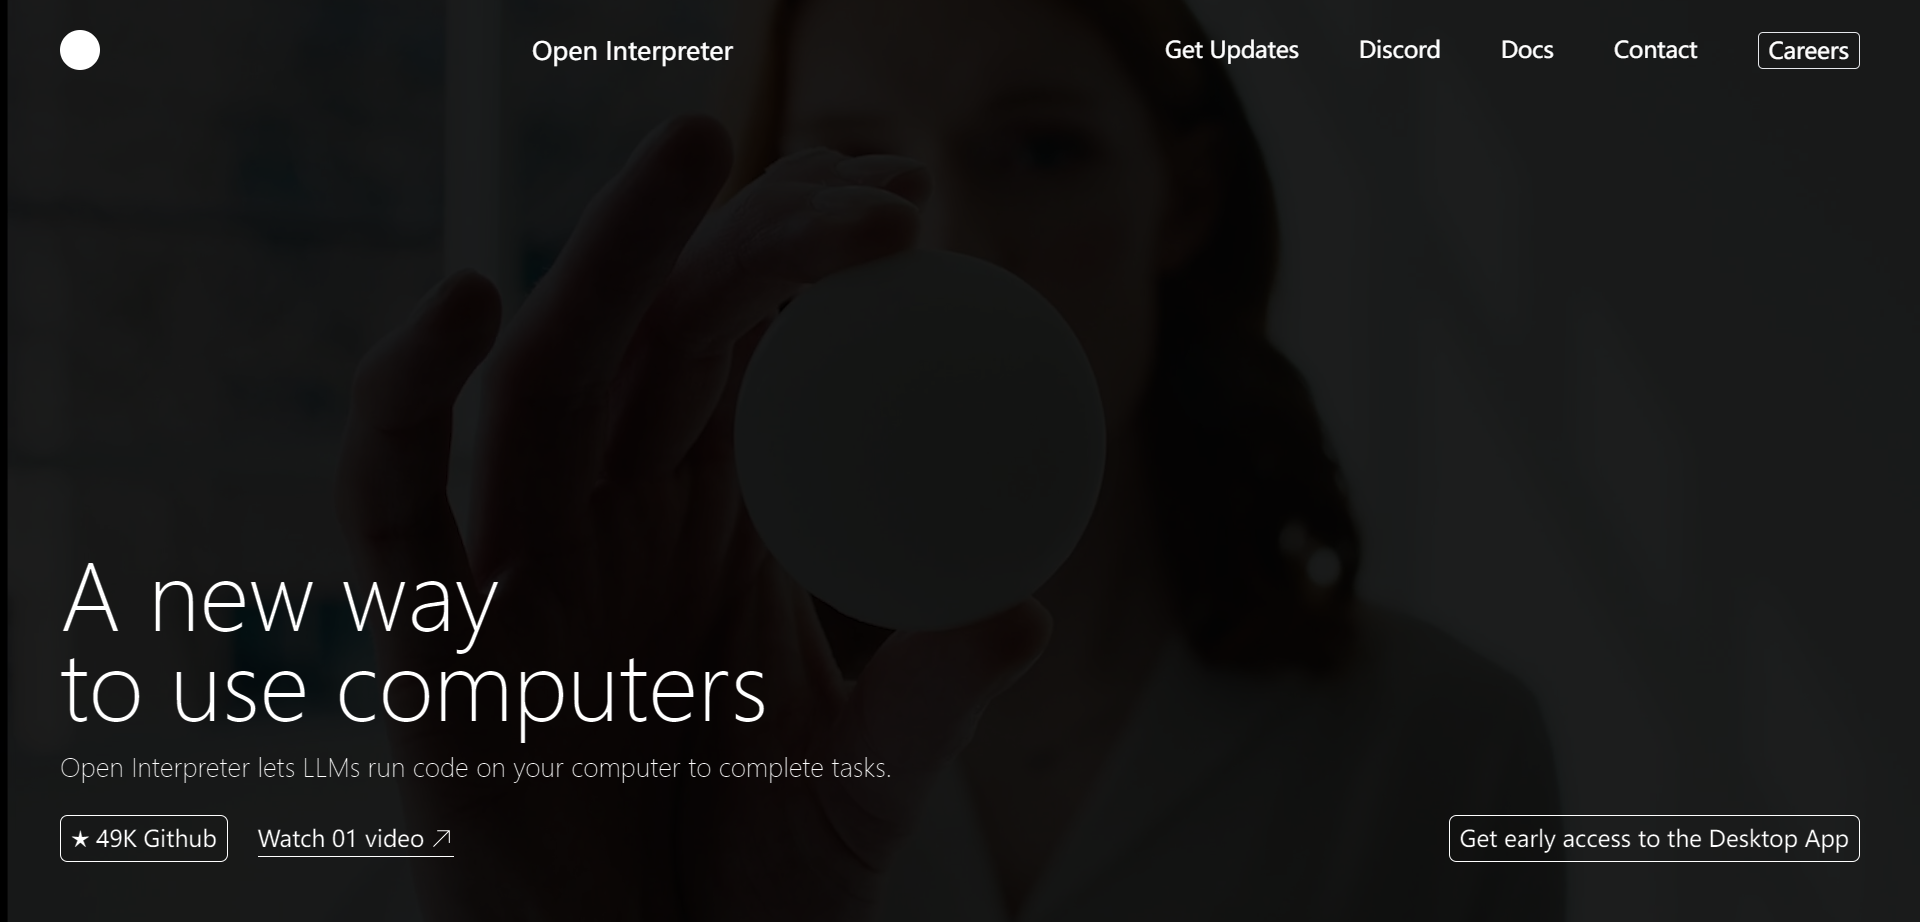 Open Interpreter
Get Updates
Discord
Docs
Contact
Careers
A new way
to use computers
Open Interpreter lets LLMs run code on your computer to complete tasks.
★ 49K Github
Watch 01 video ↗
Get early access to the Desktop App